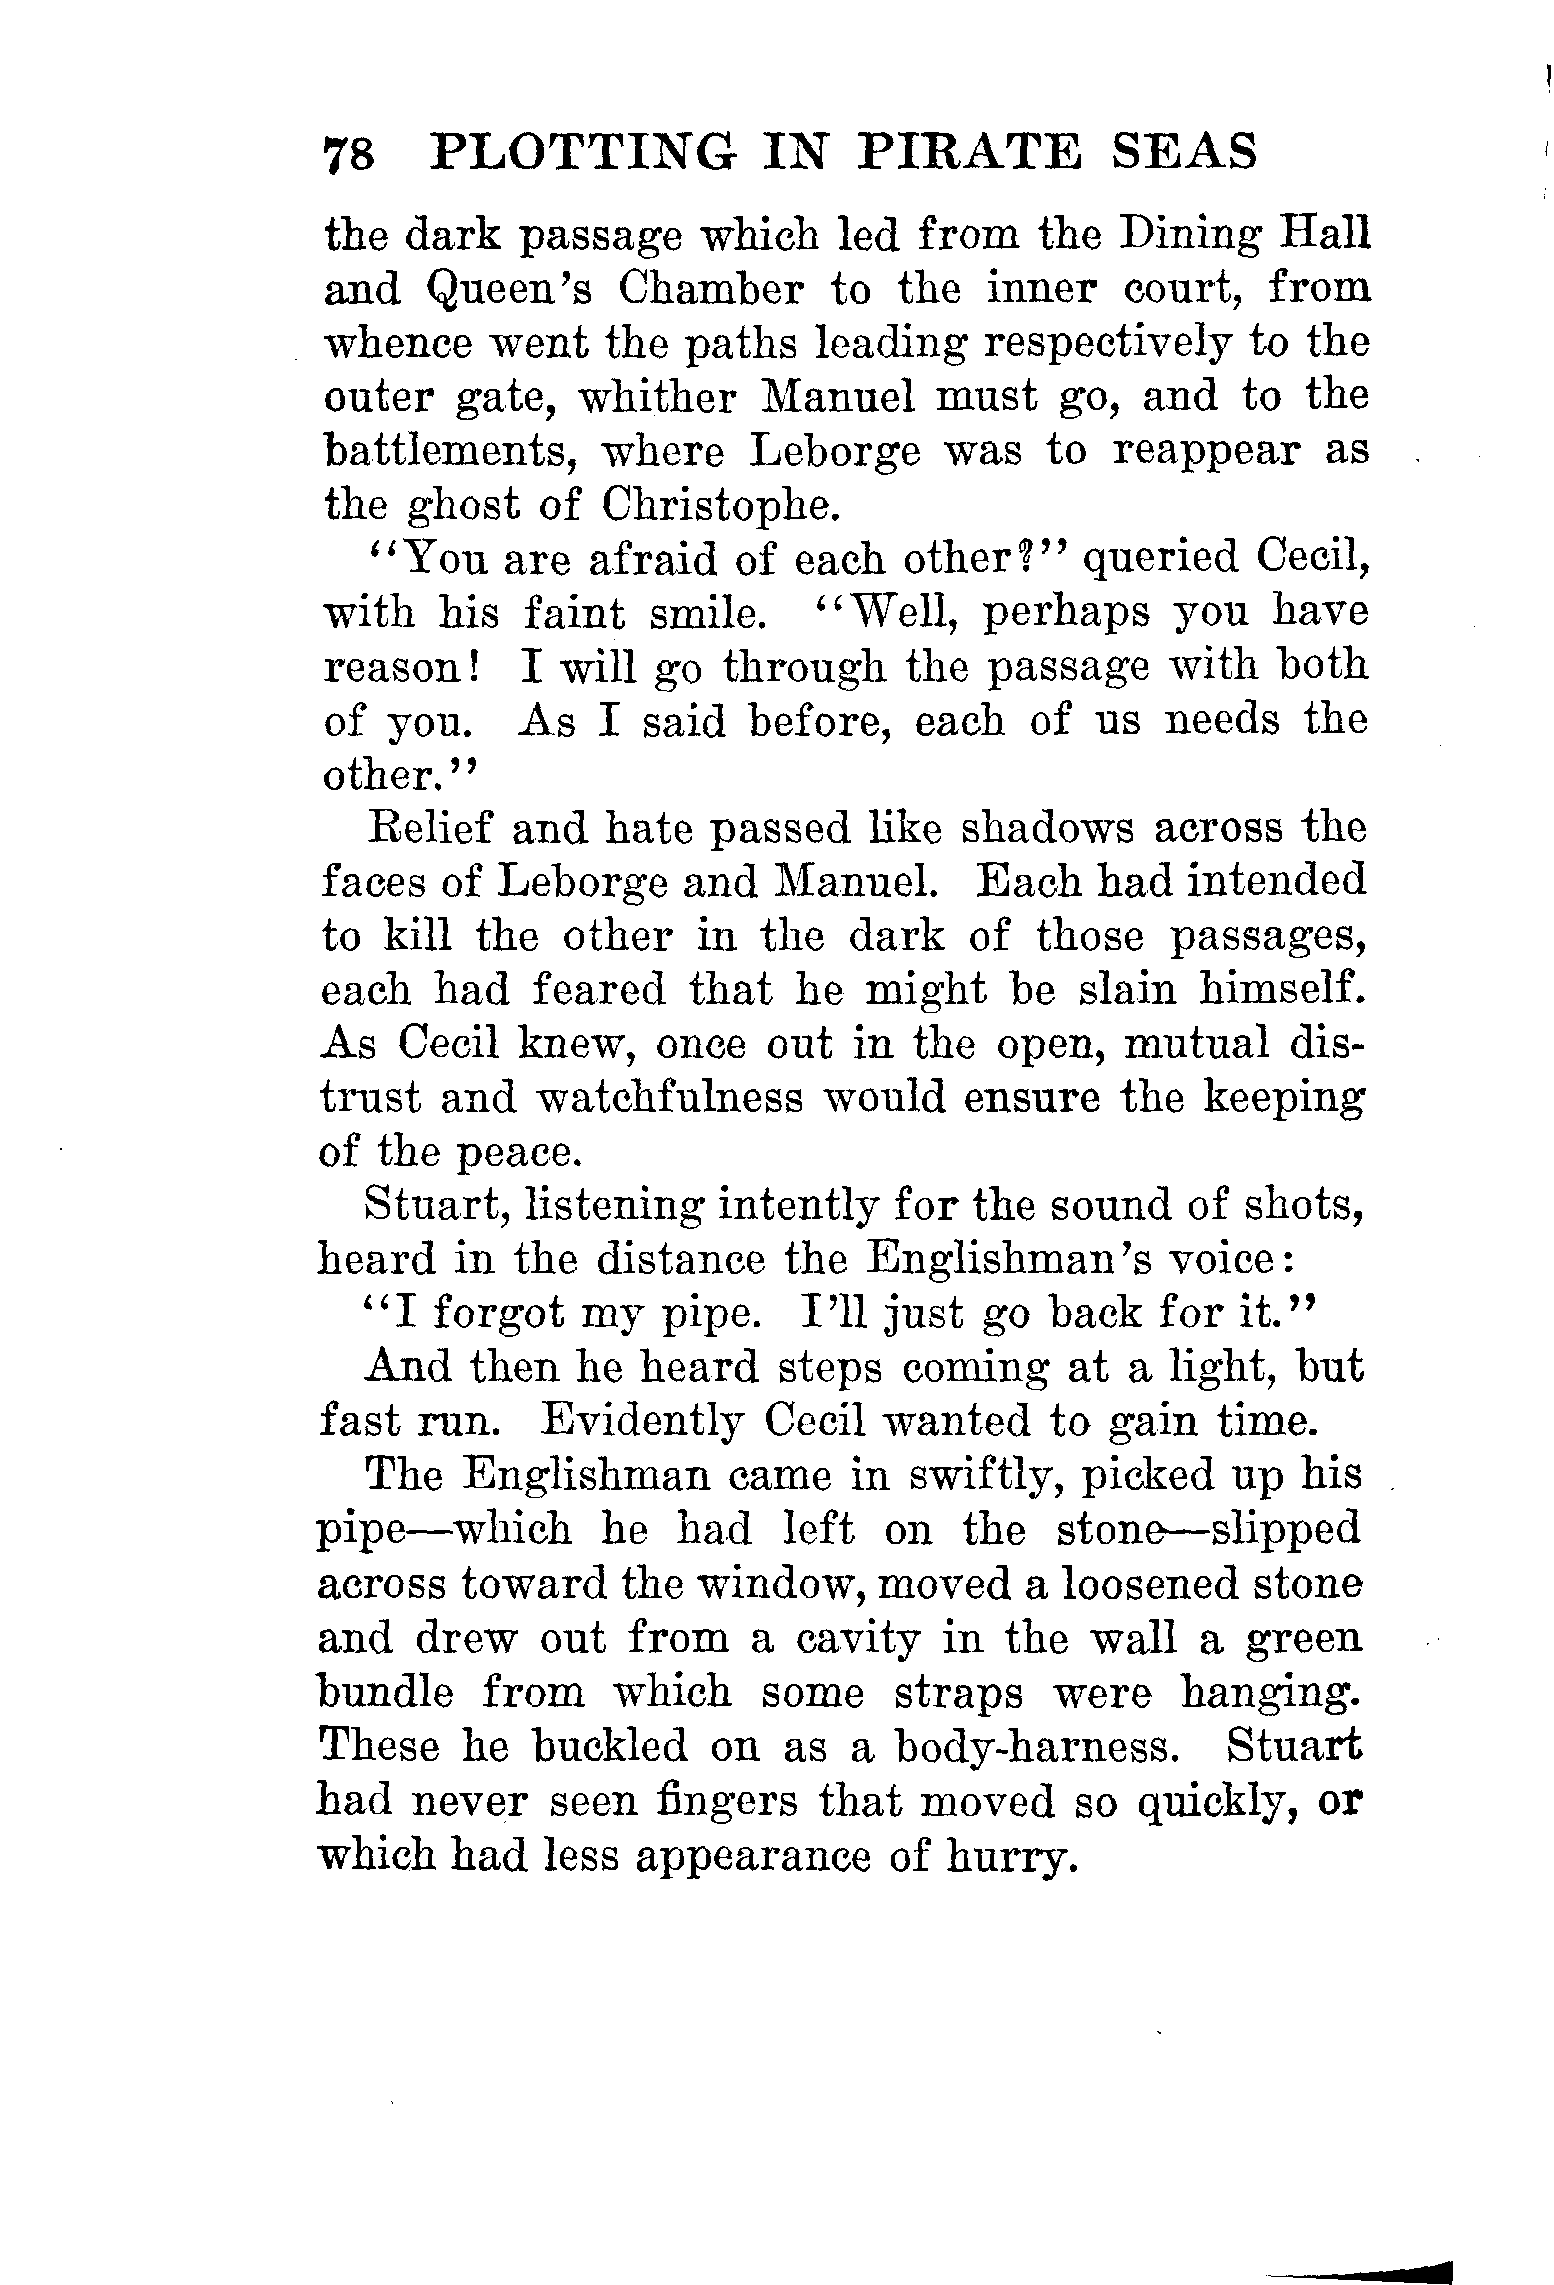 78 PLOTTING IN PIRATE SEAS
the dark passage which led from the Dining Hall
and Queen's Chamber to the inner court, from
whence went the paths leading respectively to the
outer gate, whither Manuel must go, and to the
battlements, where Leborge was to reappear as
the ghost of Christophe.
"You are afraid of each other?" queried Cecil,
with his faint smile. "Well, perhaps you have
reason! I will go through the passage with both
of you. As I said before, each of us needs the
other."
Relief and hate passed like shadows across the
faces of Leborge and Manuel. Each had intended
to kill the other in the dark of those passages,
each had feared that he might be slain himself.
As Cecil knew, once out in the open, mutual dis-
trust and watchfulness would ensure the keeping
of the peace.
Stuart, listening intently for the sound of shots,
heard in the distance the Englishman's voice:
"I forgot my pipe. I'll just go back for it."
And then he heard steps coming at a light, but
fast run. Evidently Cecil wanted to gain time.
The Englishman came in swiftly, picked up his
pipe—which he had left on the stone—slipped
across toward the window, moved a loosened stone
and drew out from a cavity in the wall a green
bundle from which some straps were hanging.
These he buckled on as a body-harness. Stuart
had never seen fingers that moved so quickly, or
which had less appearance of hurry.